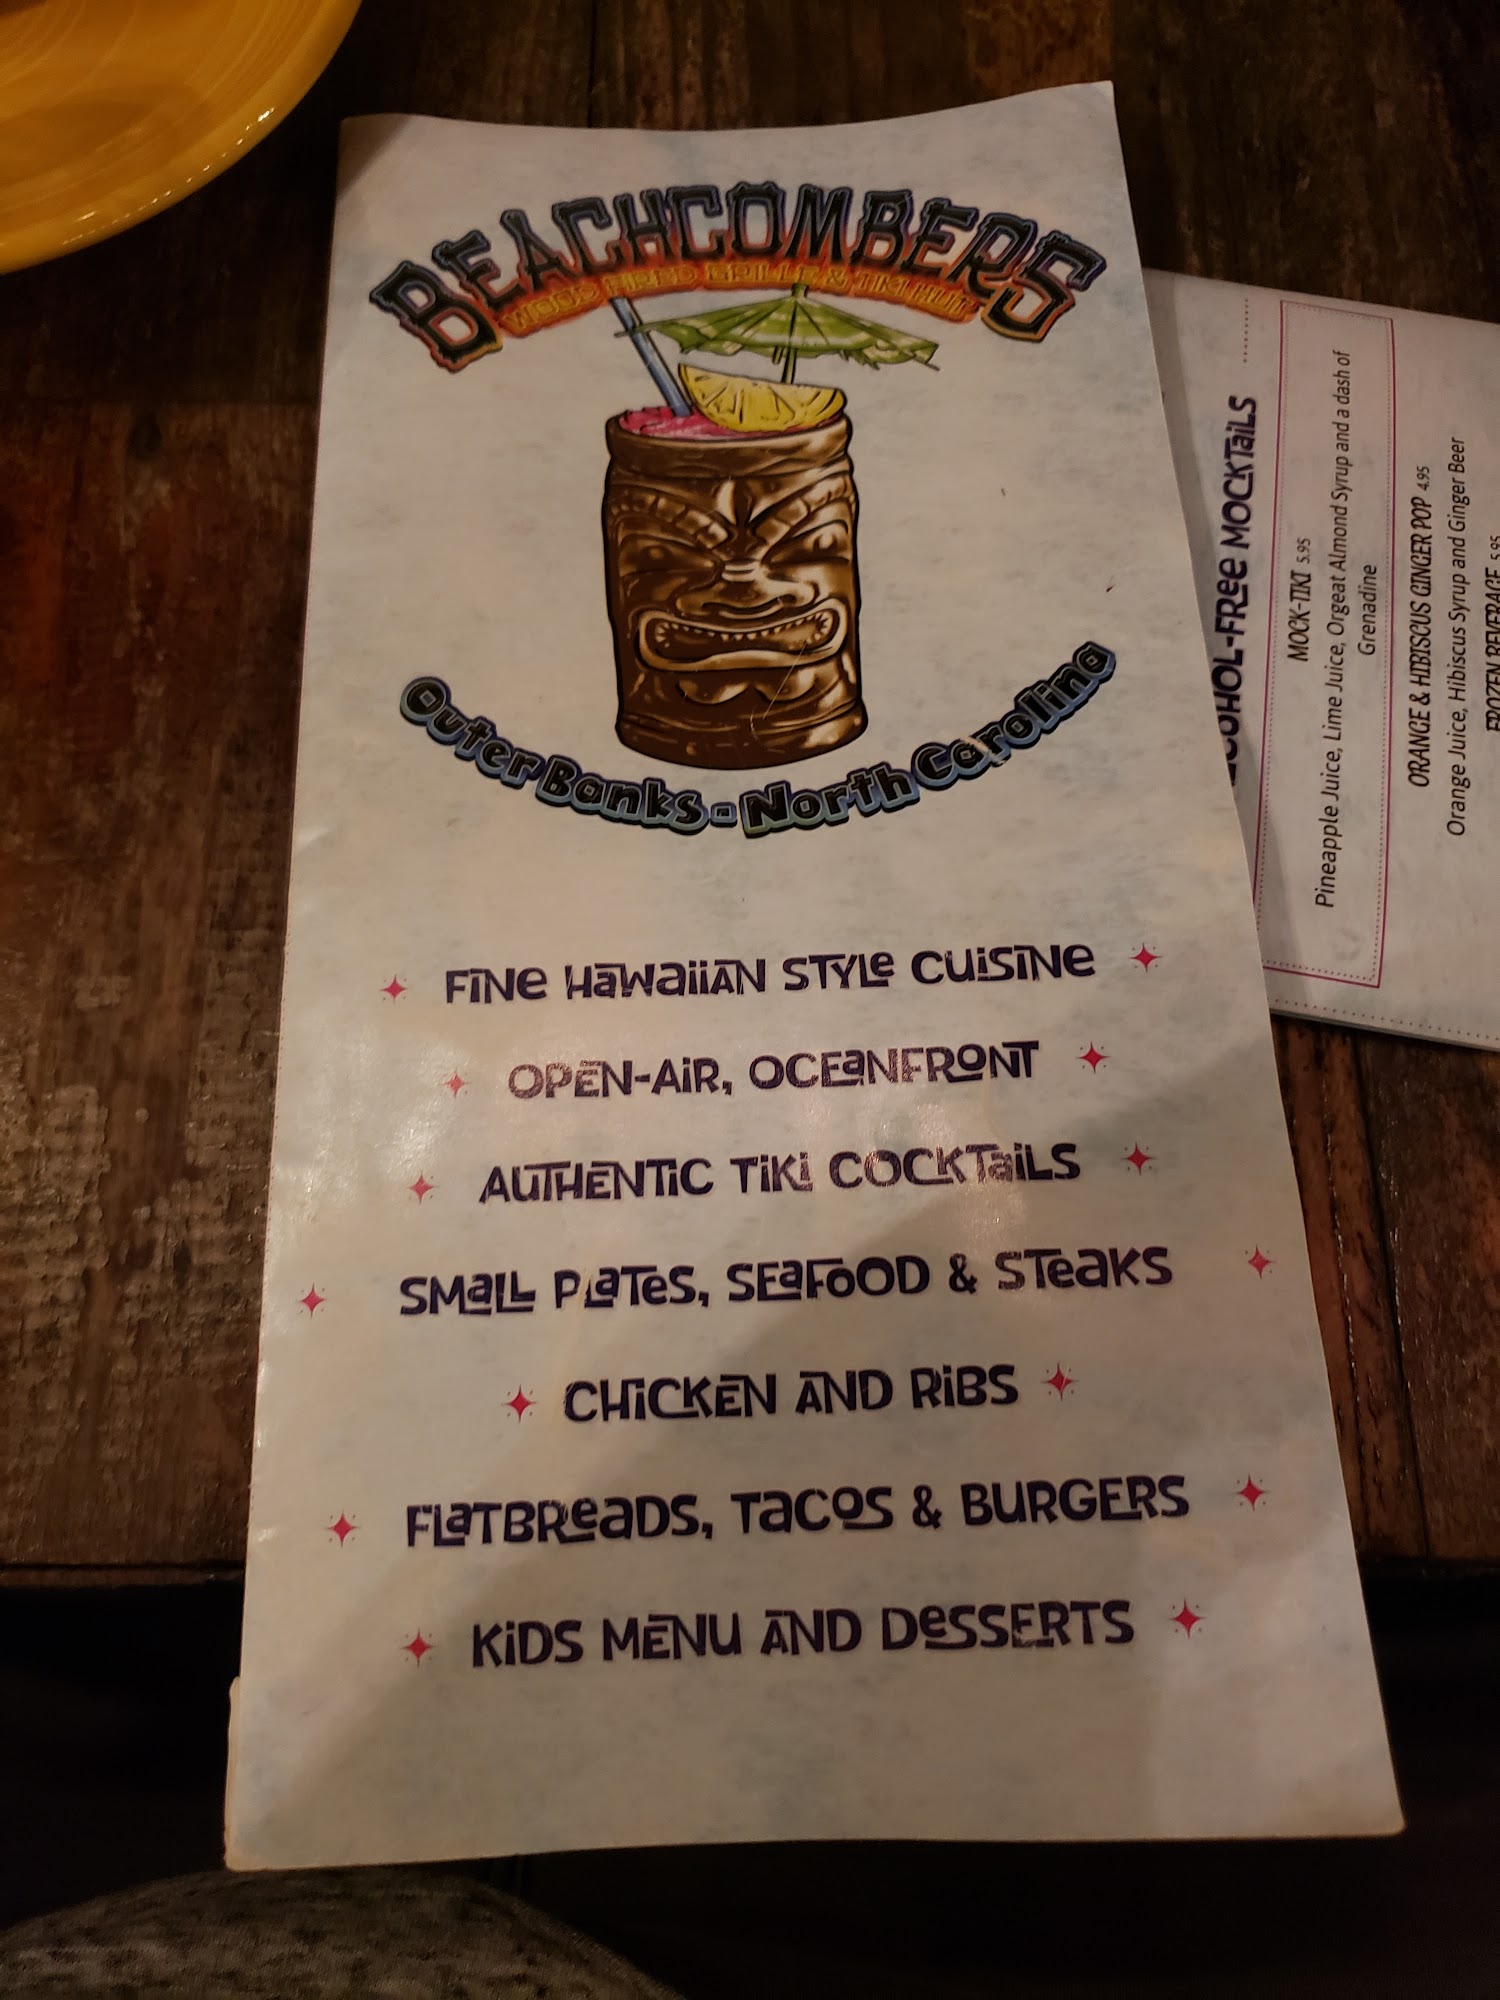 BEACHCOMBERS
WOOD FIRED GRILLE & TIKI HUT
Outer Banks - North Carolina
FINE HAWAIIAN STYLE CUISINE
OPEN-AIR, OCEANFRONT
AUTHENTIC TIKI COCKTAILS
SMALL PLATES, SEAFOOD & STEAKS
CHICKEN AND RIBS
FLATBREADS, TACOS & BURGERS
KIDS MENU AND DESSERTS
ALCOHOL-FREE MOCKTAILS
MOCK-TIKI 5.95
Pineapple Juice, Lime Juice, Orgeat Almond Syrup and a dash of
Grenadine
ORANGE & HIBISCUS GINGER POP 4.95
Orange Juice, Hibiscus Syrup and Ginger Beer
FROZEN BEVERAGE 5.95